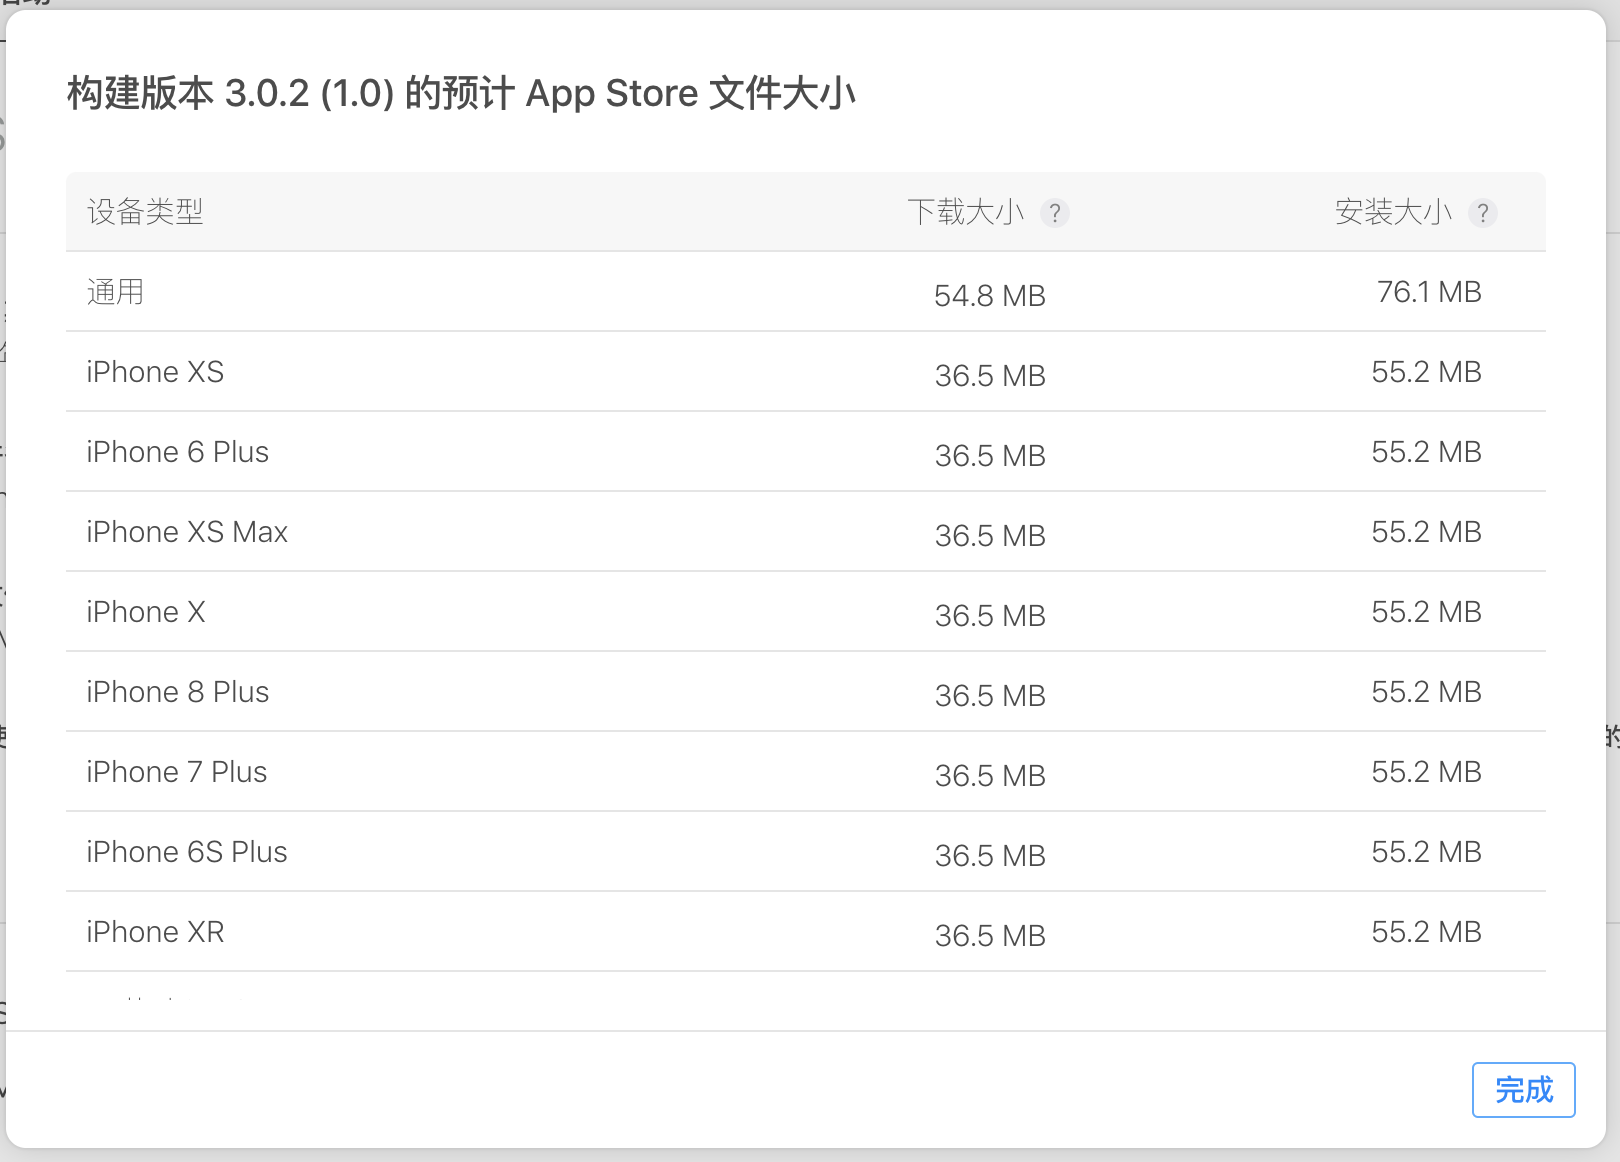 构建版本 3.0.2 (1.0) 的预计 App Store 文件大小
设备类型 下载大小 ? 安装大小 ?
通用 54.8 MB 76.1 MB
iPhone XS 36.5 MB 55.2 MB
iPhone 6 Plus 36.5 MB 55.2 MB
iPhone XS Max 36.5 MB 55.2 MB
iPhone X 36.5 MB 55.2 MB
iPhone 8 Plus 36.5 MB 55.2 MB
iPhone 7 Plus 36.5 MB 55.2 MB
iPhone 6S Plus 36.5 MB 55.2 MB
iPhone XR 36.5 MB 55.2 MB
的
完成